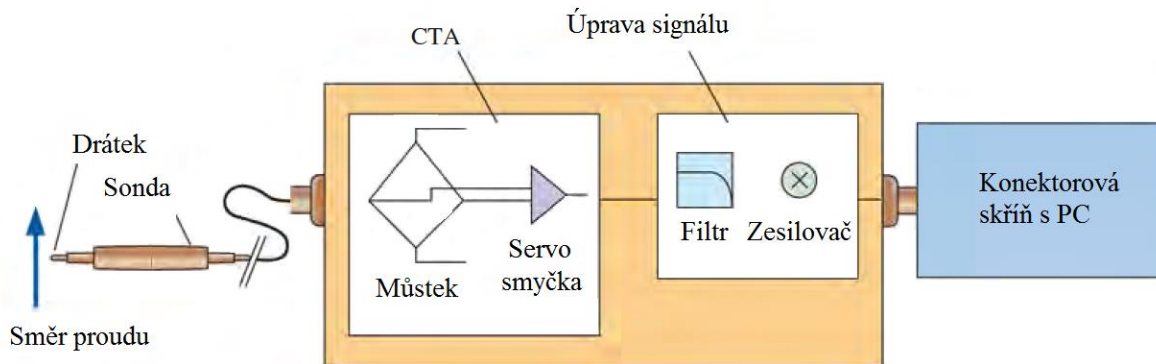 CTA
Úprava signálu
Drátek
Sonda
Směr proudu
Můstek
Servo
smyčka
Filtr
Zesilovač
Konektorová
skříň s PC